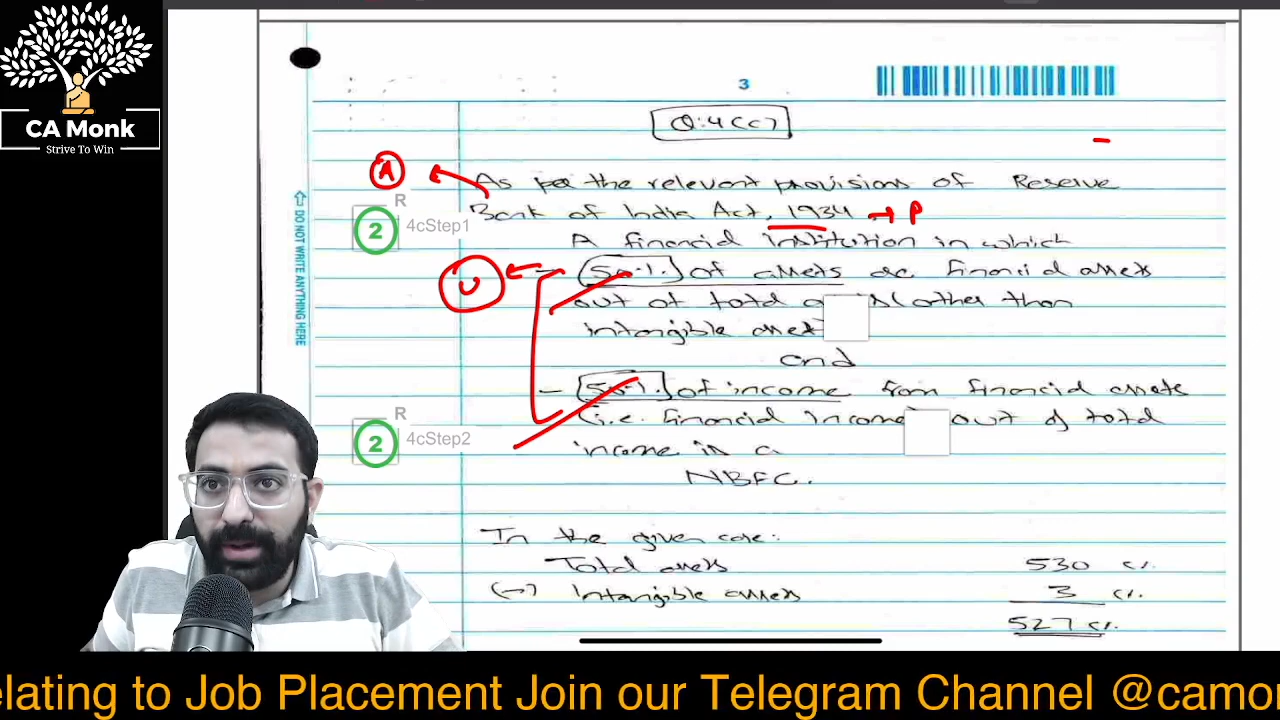 CA Monk
Strive To Win
3
Q:4(c)
A
As per the relevant provisions of Reserve
R
Bank of India Act, 1934 → P
2
4cStep1
A financial institution in which
U
- 50% of assets are financial assets
out of total (other than
intangible asset
and
- 50% of income from financial assets
R
(i.e. financial income out of total
2
4cStep2
income is a
NBFC.
DO NOT WRITE ANYTHING HERE
In the given case:
Total assets 530 cr.
(-) Intangible assets 3 cr.
527 cr.
elating to Job Placement Join our Telegram Channel @camo